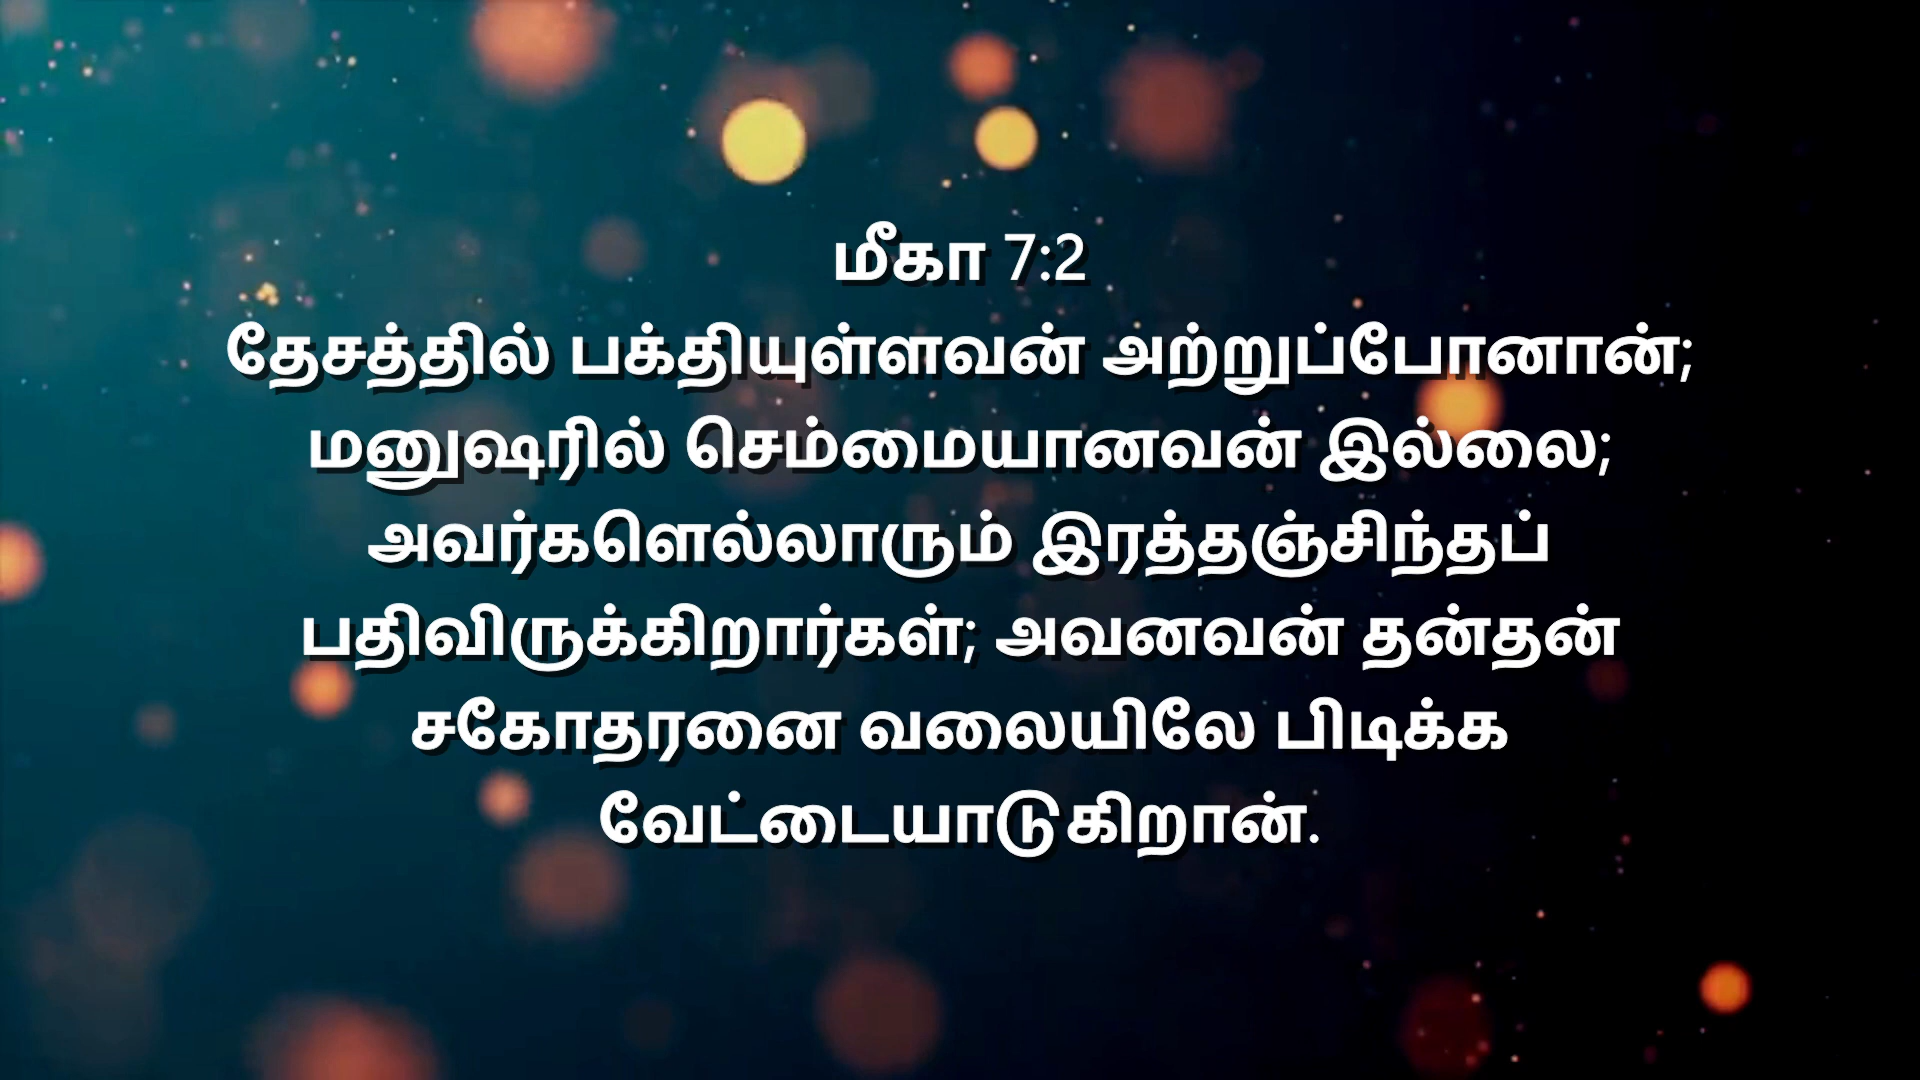 மீகா 7:2
தேசத்தில் பக்தியுள்ளவன் அற்றுப்போனான்;
மனுஷரில் செம்மையானவன் இல்லை;
அவர்களெல்லாரும் இரத்தஞ்சிந்தப்
பதிவிருக்கிறார்கள்; அவனவன் தன்தன்
சகோதரனை வலையிலே பிடிக்க
வேட்டையாடுகிறான்.